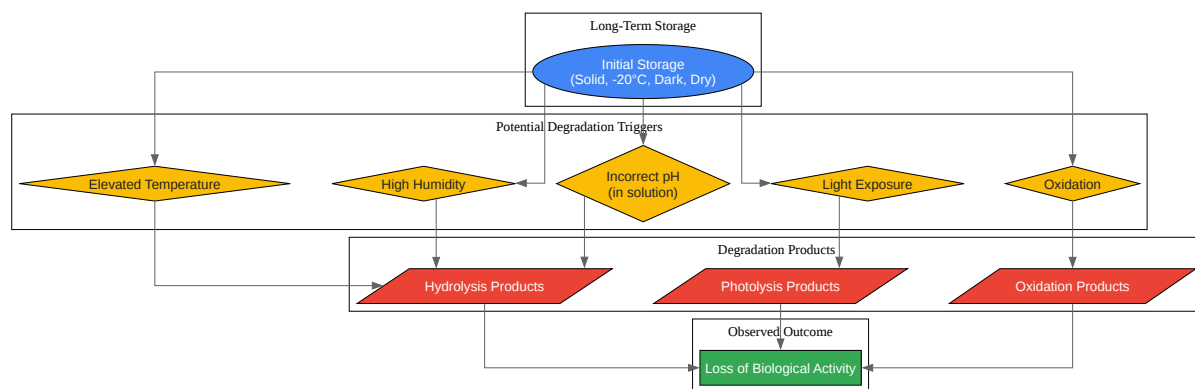 Long-Term Storage
Initial Storage
(Solid, -20°C, Dark, Dry)
Potential Degradation Triggers
Elevated Temperature
High Humidity
Incorrect pH
(in solution)
Light Exposure
Oxidation
Degradation Products
Hydrolysis Products
Photolysis Products
Oxidation Products
Observed Outcome
Loss of Biological Activity